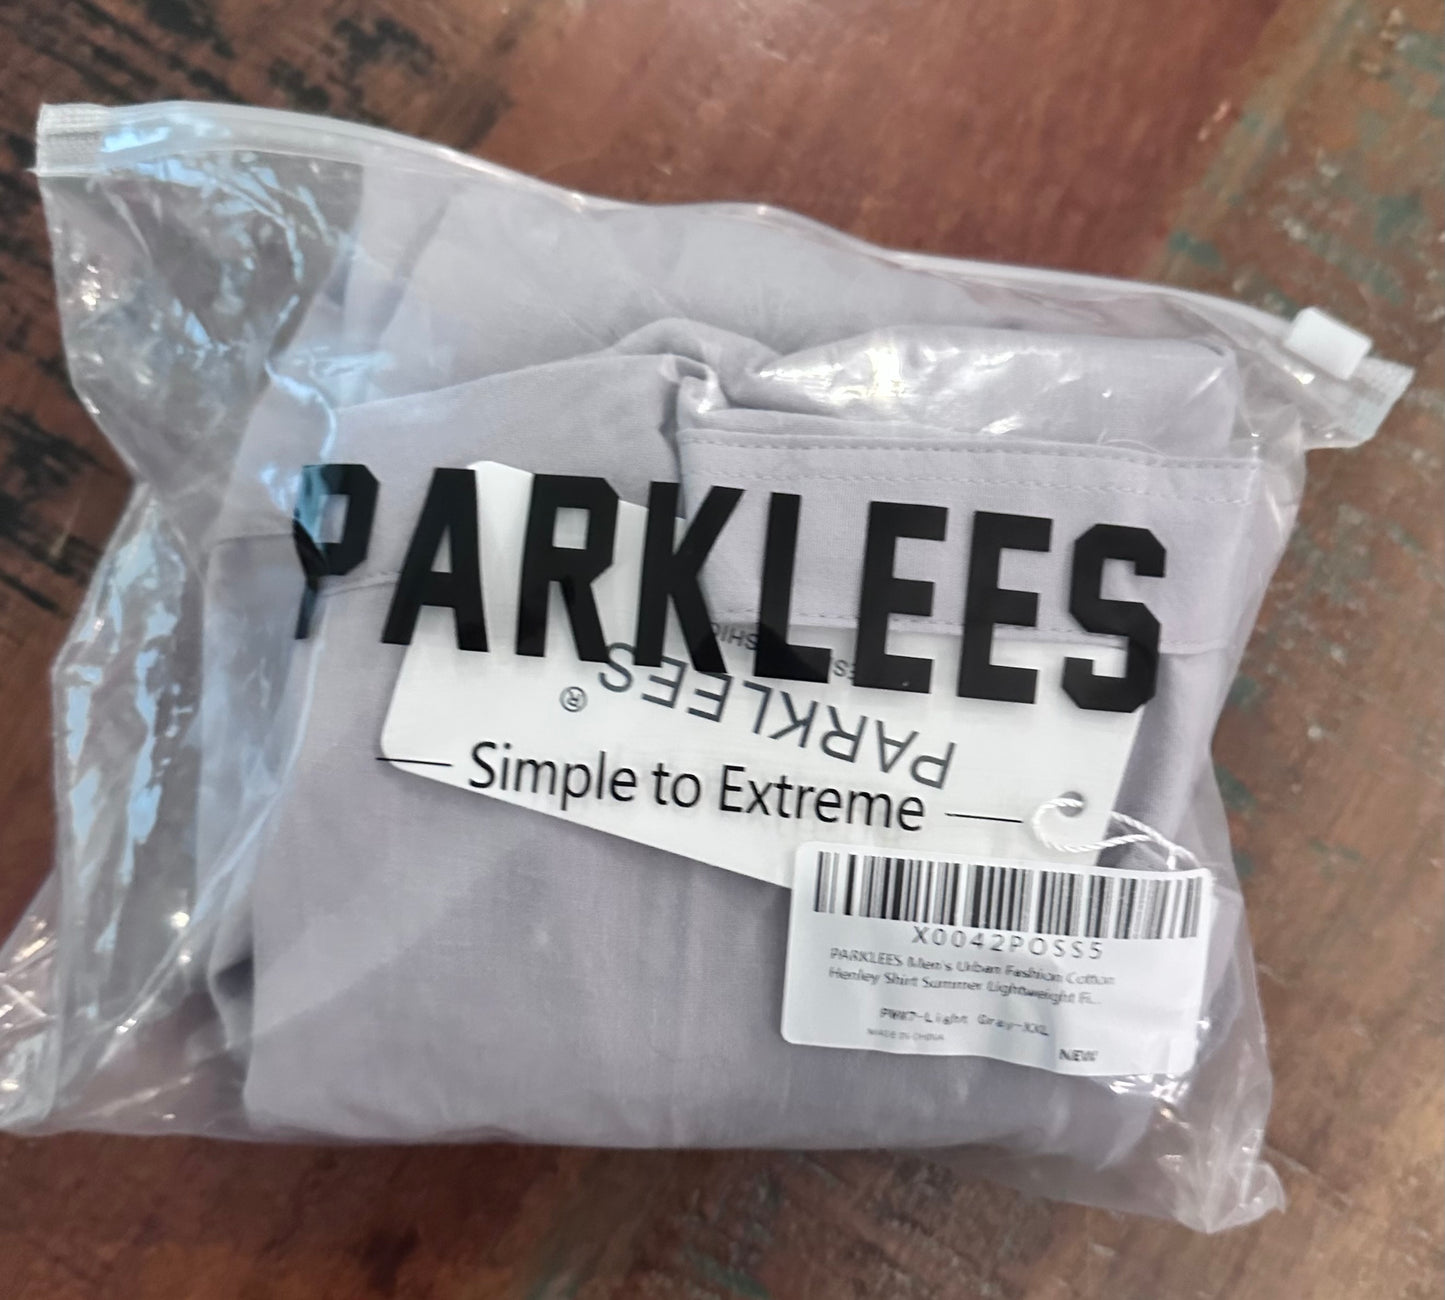 PARKLEES
PARKLEES ®
Simple to Extreme
X0042POSS5
PARKLEES Men's Urban Fashion Cotton
Henley Shirt Summer Lightweight Fi...
Light Gray-XXL
MADE IN CHINA
NEW